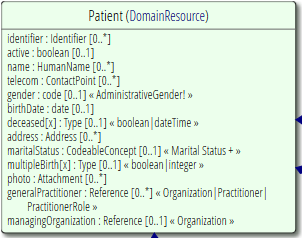 Patient (DomainResource)
identifier : Identifier [0..*]
active : boolean [0..1]
name : HumanName [0..*]
telecom : ContactPoint [0..*]
gender : code [0..1] « AdministrativeGender! »
birthDate : date [0..1]
deceased[x] : Type [0..1] « boolean|dateTime »
address : Address [0..*]
maritalStatus : CodeableConcept [0..1] « Marital Status + »
multipleBirth[x] : Type [0..1] « boolean|integer »
photo : Attachment [0..*]
generalPractitioner : Reference [0..*] « Organization|Practitioner|
PractitionerRole »
managingOrganization : Reference [0..1] « Organization »